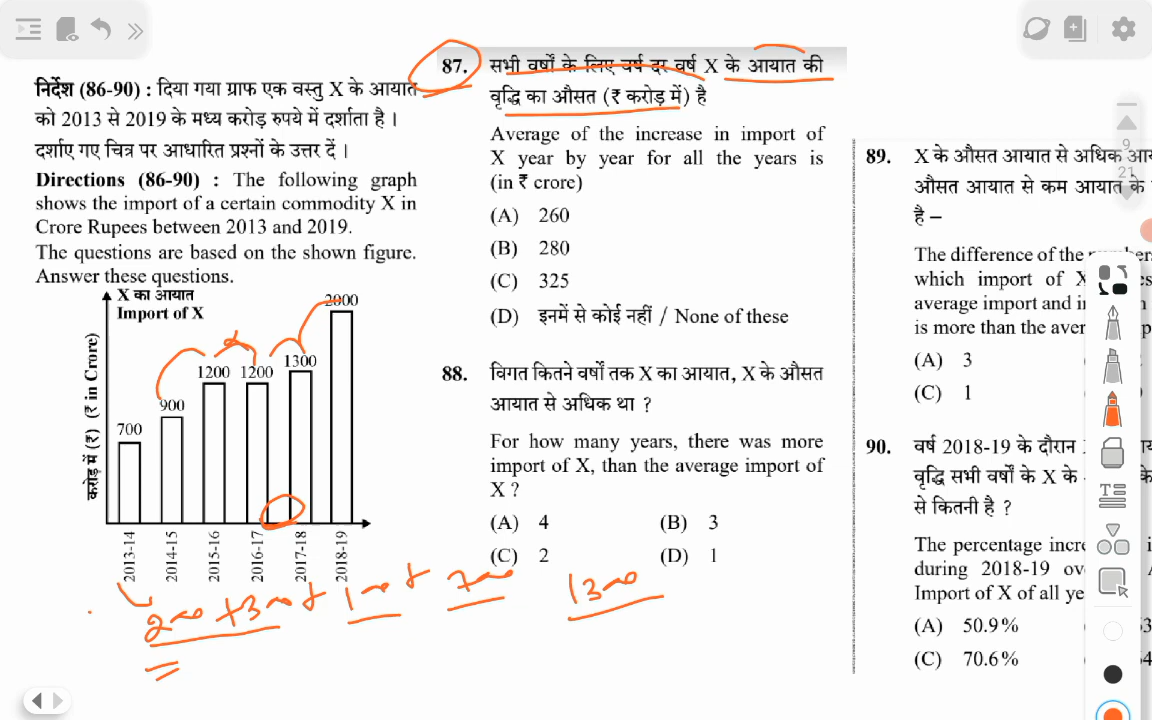 निर्देश (86-90) : दिया गया ग्राफ एक वस्तु X के आयात
को 2013 से 2019 के मध्य करोड़ रुपये में दर्शाता है ।
दर्शाए गए चित्र पर आधारित प्रश्नों के उत्तर दें ।
Directions (86-90) : The following graph
shows the import of a certain commodity X in
Crore Rupees between 2013 and 2019.
The questions are based on the shown figure.
Answer these questions.
X का आयात
Import of X
करोड़ में (₹) (₹ in Crore)
700
900
1200
1200
1300
2000
2013-14
2014-15
2015-16
2016-17
2017-18
2018-19
200 + 300 + 100 + 700
1300
87. सभी वर्षों के लिए वर्ष दर वर्ष X के आयात की
वृद्धि का औसत (₹ करोड़ में) है
Average of the increase in import of
X year by year for all the years is
(in ₹ crore)
(A) 260
(B) 280
(C) 325
(D) इनमें से कोई नहीं / None of these
88. विगत कितने वर्षों तक X का आयात, X के औसत
आयात से अधिक था ?
For how many years, there was more
import of X, than the average import of
X ?
(A) 4 (B) 3
(C) 2 (D) 1
89. X के औसत आयात से अधिक
औसत आयात से कम आयात के
है –
The difference of the
which import of X
average import and in
is more than the
(A) 3
(C) 1
90. वर्ष 2018-19 के दौरान
वृद्धि सभी वर्षों के X के
से कितनी है ?
The percentage
during 2018-19
Import of X of all
(A) 50.9%
(C) 70.6%
9
21